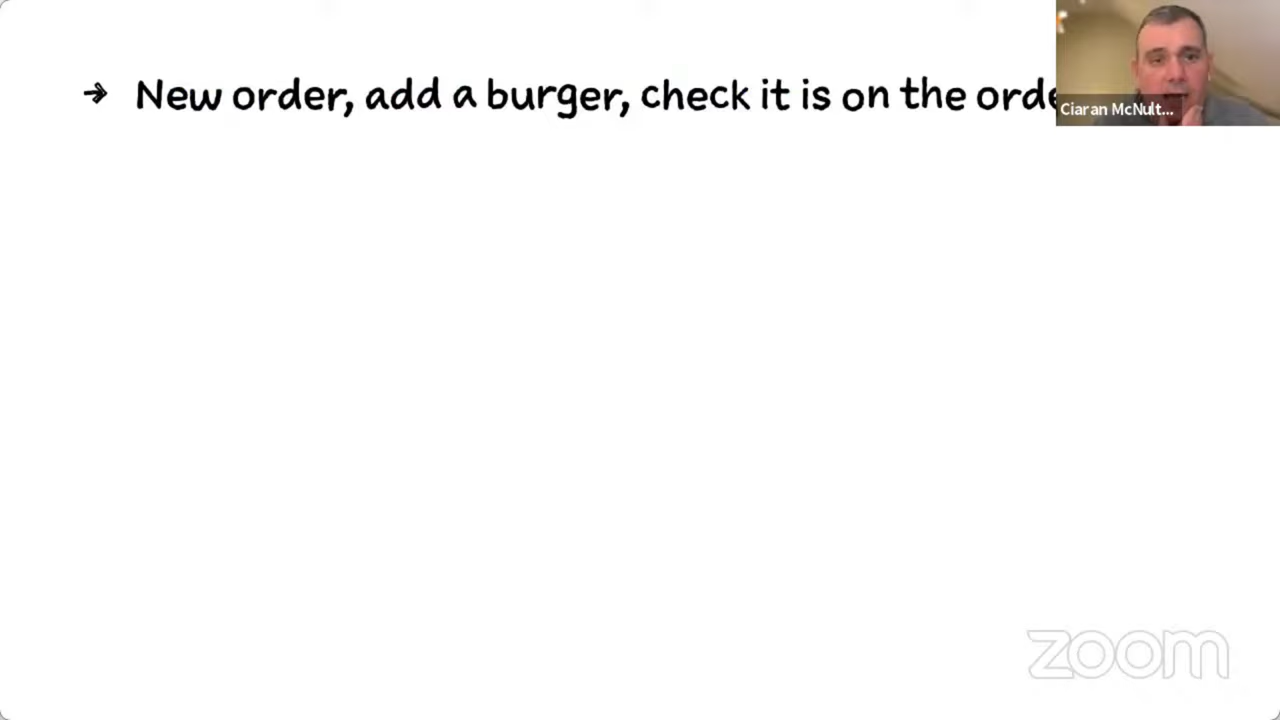 → New order, add a burger, check it is on the orde
Ciaran McNult...
zoom